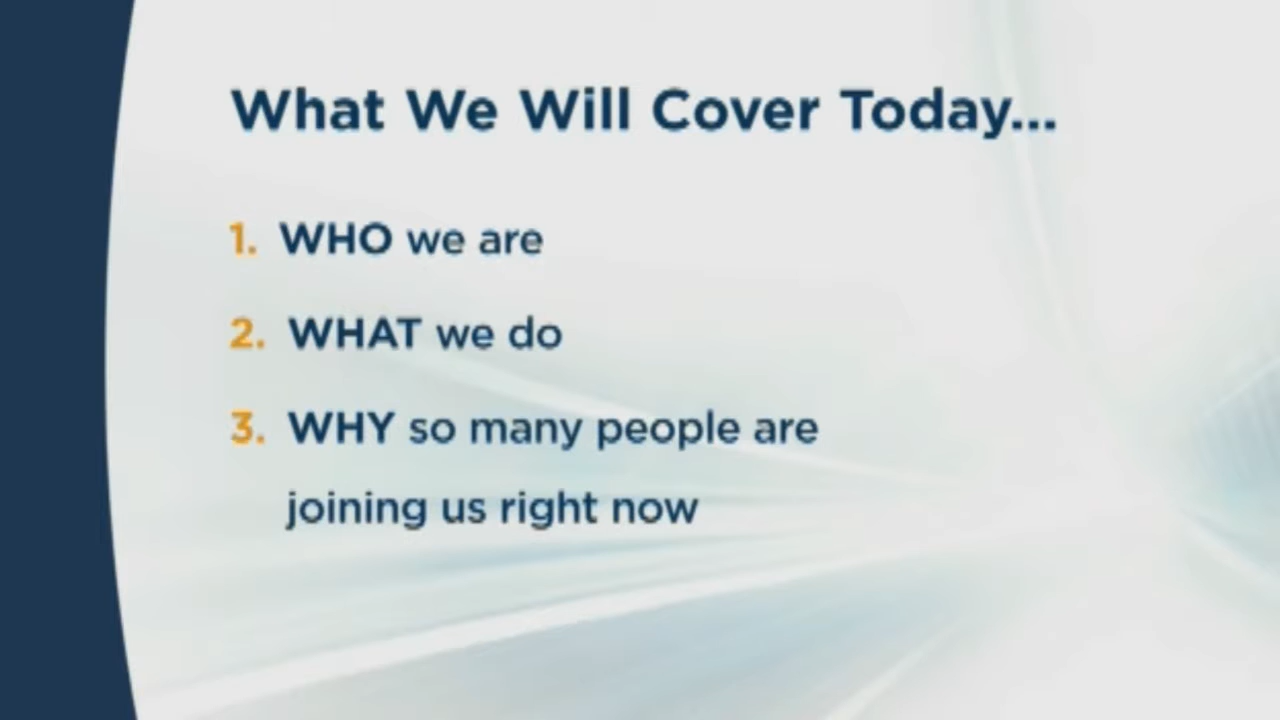 What We Will Cover Today...
1. WHO we are
2. WHAT we do
3. WHY so many people are
joining us right now